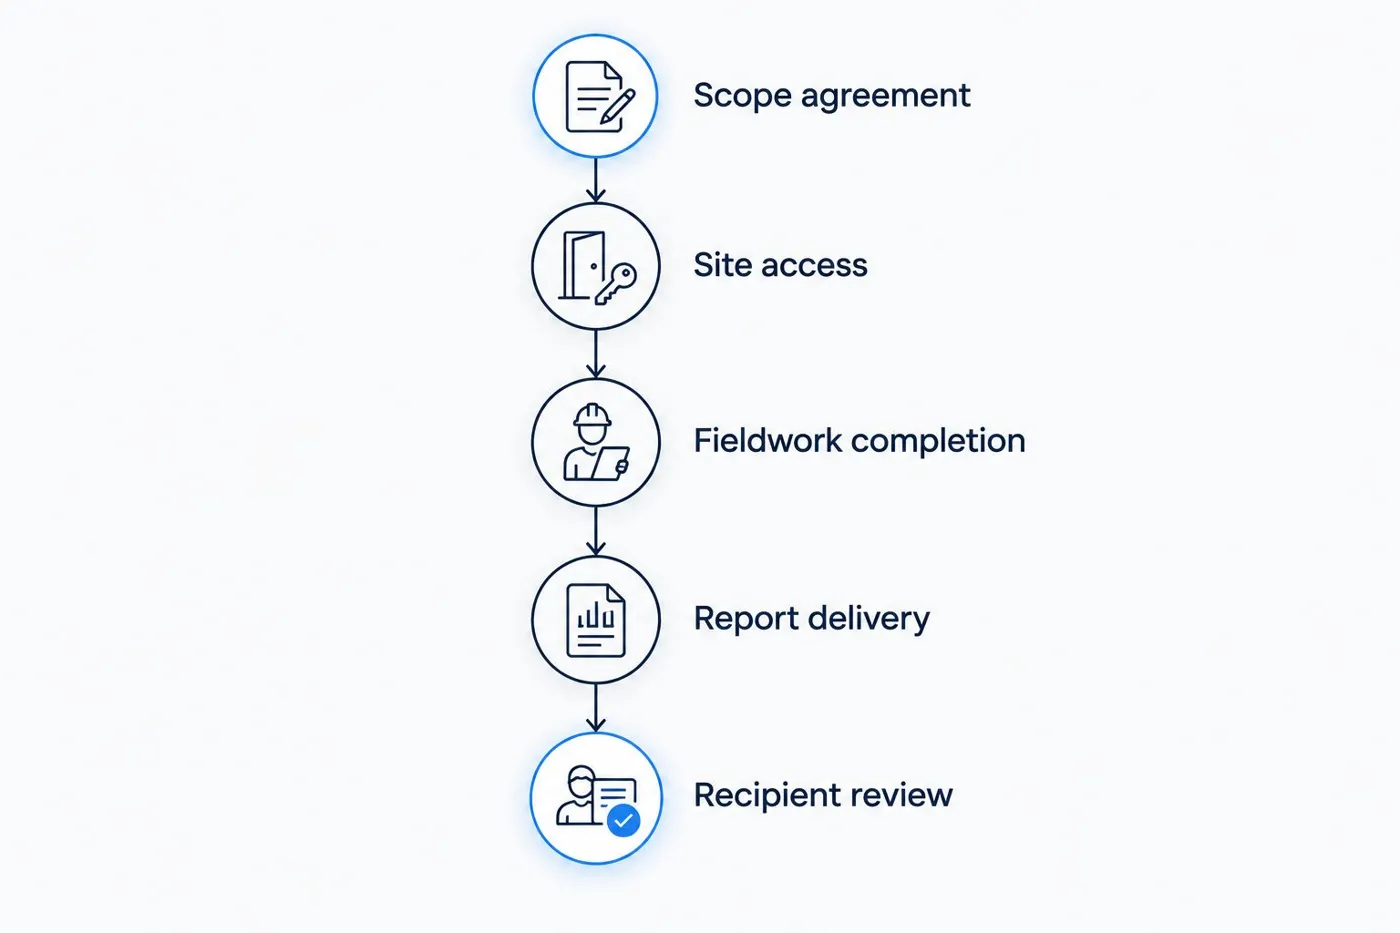 Scope agreement
Site access
Fieldwork completion
Report delivery
Recipient review